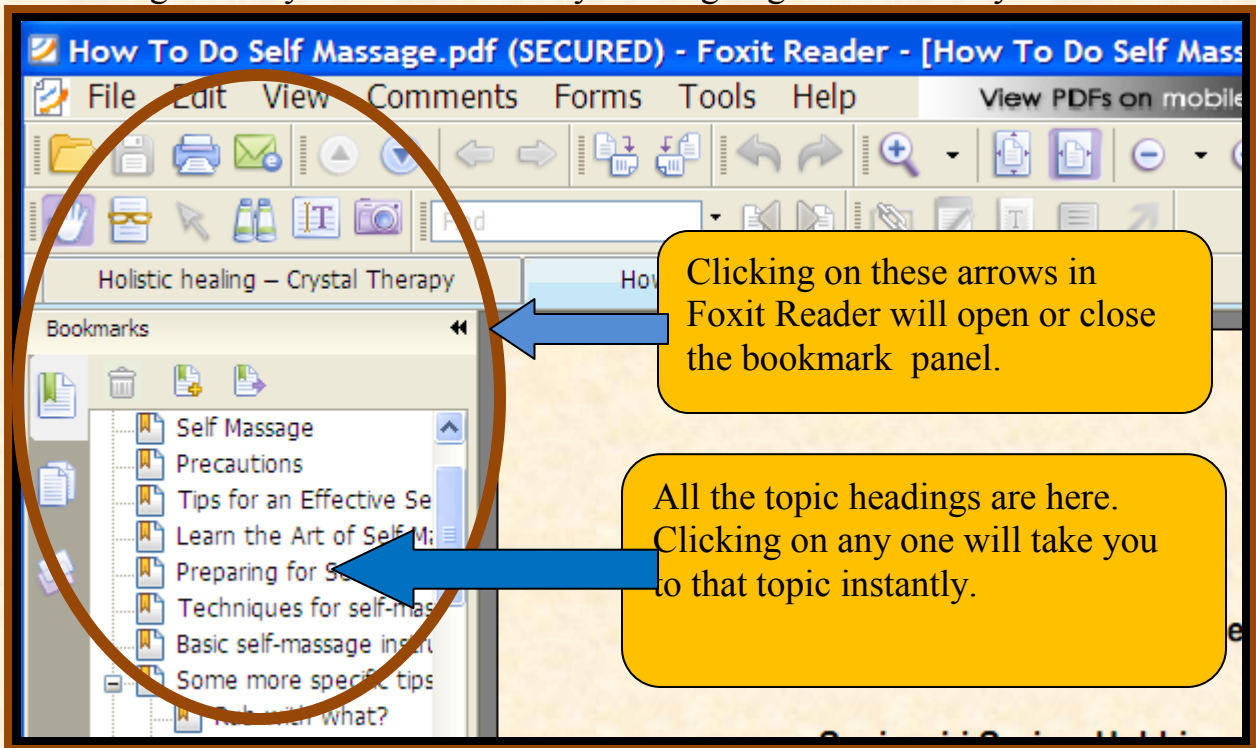 How To Do Self Massage.pdf (SECURED) - Foxit Reader - [How To Do Self Mass
File Edit View Comments Forms Tools Help View PDFs on mobile
Find
Holistic healing – Crystal Therapy How
Clicking on these arrows in
Foxit Reader will open or close
the bookmark panel.
Bookmarks
Self Massage
Precautions
Tips for an Effective Se
Learn the Art of Self Ma
Preparing for S
Techniques for self-mas
Basic self-massage instru
Some more specific tips
Rub with what?
All the topic headings are here.
Clicking on any one will take you
to that topic instantly.